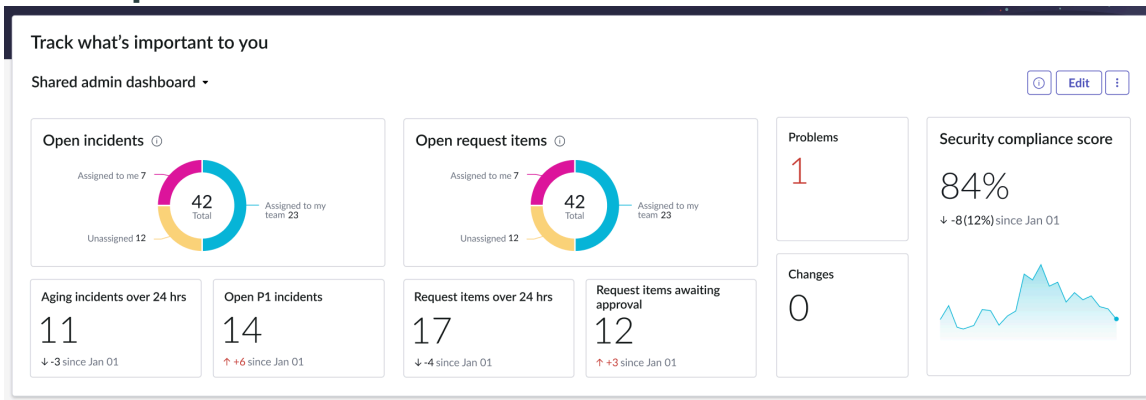 Track what's important to you
Shared admin dashboard
Edit
Open incidents
Assigned to me 7
42
Total
Assigned to my
team 23
Unassigned 12
Open request items
Assigned to me 7
42
Total
Assigned to my
team 23
Unassigned 12
Problems
1
Security compliance score
84%
↓ -8 (12%) since Jan 01
Aging incidents over 24 hrs
11
↓ -3 since Jan 01
Open P1 incidents
14
↑ +6 since Jan 01
Request items over 24 hrs
17
↓ -4 since Jan 01
Request items awaiting
approval
12
↑ +3 since Jan 01
Changes
0